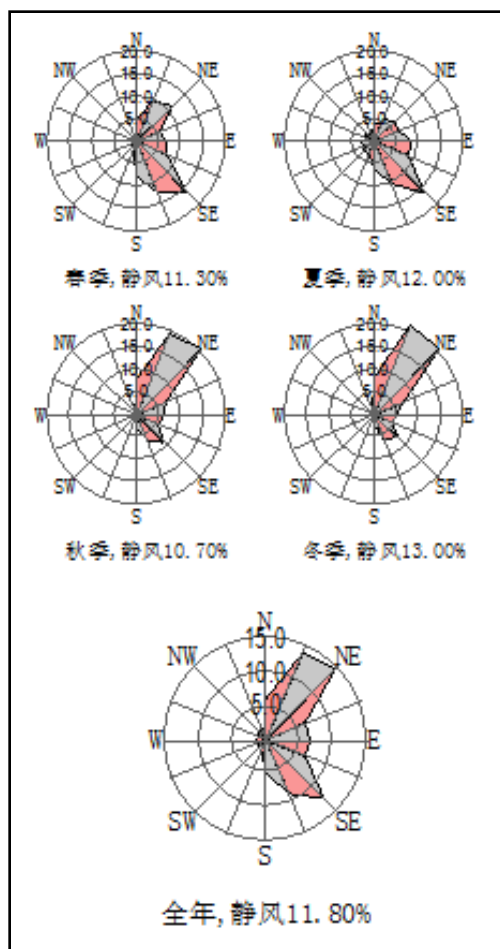 N N
20.0 20.0
NW 15.0 NE NW 15.0 NE
10.0 10.0
5.0 5.0
W E W E
SW SE SW SE
S S
春季,静风11.30% 夏季,静风12.00%
N N
20.0 20.0
NW 15.0 NE NW 15.0 NE
10.0 10.0
5.0 5.0
W E W E
SW SE SW SE
S S
秋季,静风10.70% 冬季,静风13.00%
N
15.0
NW NE
10.0
5.0
W E
SW SE
S
全年,静风11.80%